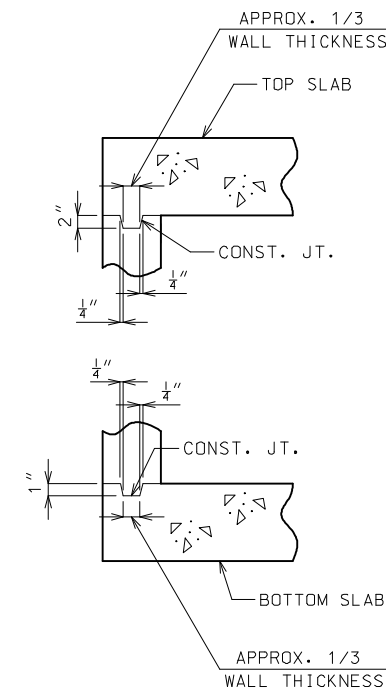 APPROX. 1/3
WALL THICKNESS
TOP SLAB
2"
CONST. JT.
1/4"
1/4"
1/4"
1/4"
CONST. JT.
1"
BOTTOM SLAB
APPROX. 1/3
WALL THICKNESS